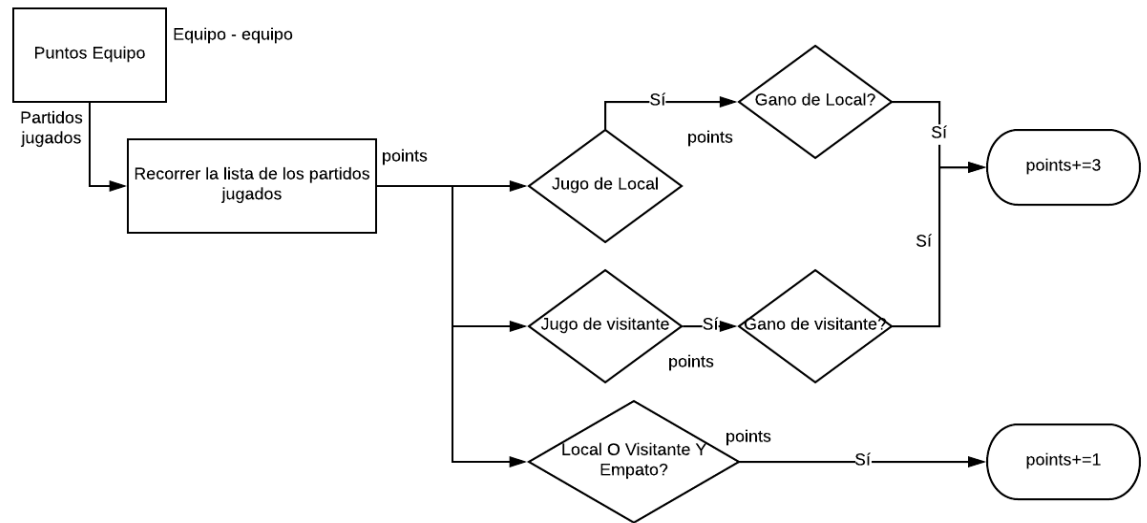 Puntos Equipo
Equipo - equipo
Partidos
jugados
Recorrer la lista de los partidos
jugados
points
Jugo de Local
Sí
points
Gano de Local?
Sí
points+=3
Sí
Jugo de visitante
Sí
points
Gano de visitante?
Local O Visitante Y
Empato?
points
Sí
points+=1